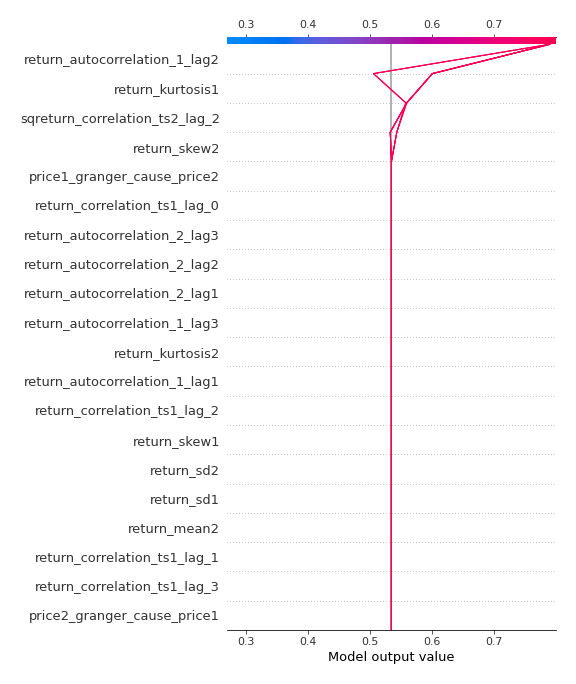 0.3 0.4 0.5 0.6 0.7
return_autocorrelation_1_lag2
return_kurtosis1
sqreturn_correlation_ts2_lag_2
return_skew2
price1_granger_cause_price2
return_correlation_ts1_lag_0
return_autocorrelation_2_lag3
return_autocorrelation_2_lag2
return_autocorrelation_2_lag1
return_autocorrelation_1_lag3
return_kurtosis2
return_autocorrelation_1_lag1
return_correlation_ts1_lag_2
return_skew1
return_sd2
return_sd1
return_mean2
return_correlation_ts1_lag_1
return_correlation_ts1_lag_3
price2_granger_cause_price1
0.3 0.4 0.5 0.6 0.7
Model output value